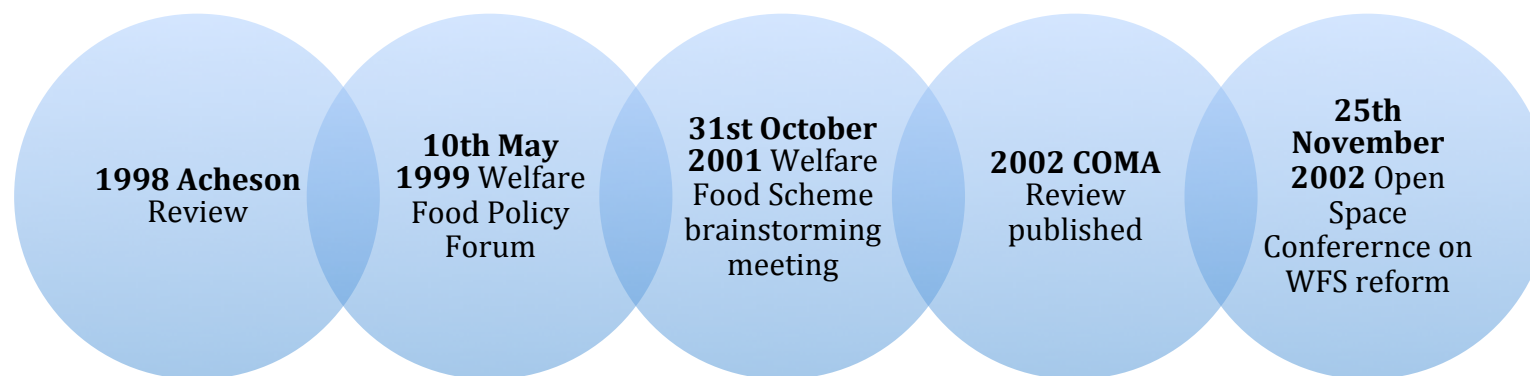 1998 Acheson
Review
10th May
1999 Welfare
Food Policy
Forum
31st October
2001 Welfare
Food Scheme
brainstorming
meeting
2002 COMA
Review
published
25th
November
2002 Open
Space
Conferernce on
WFS reform